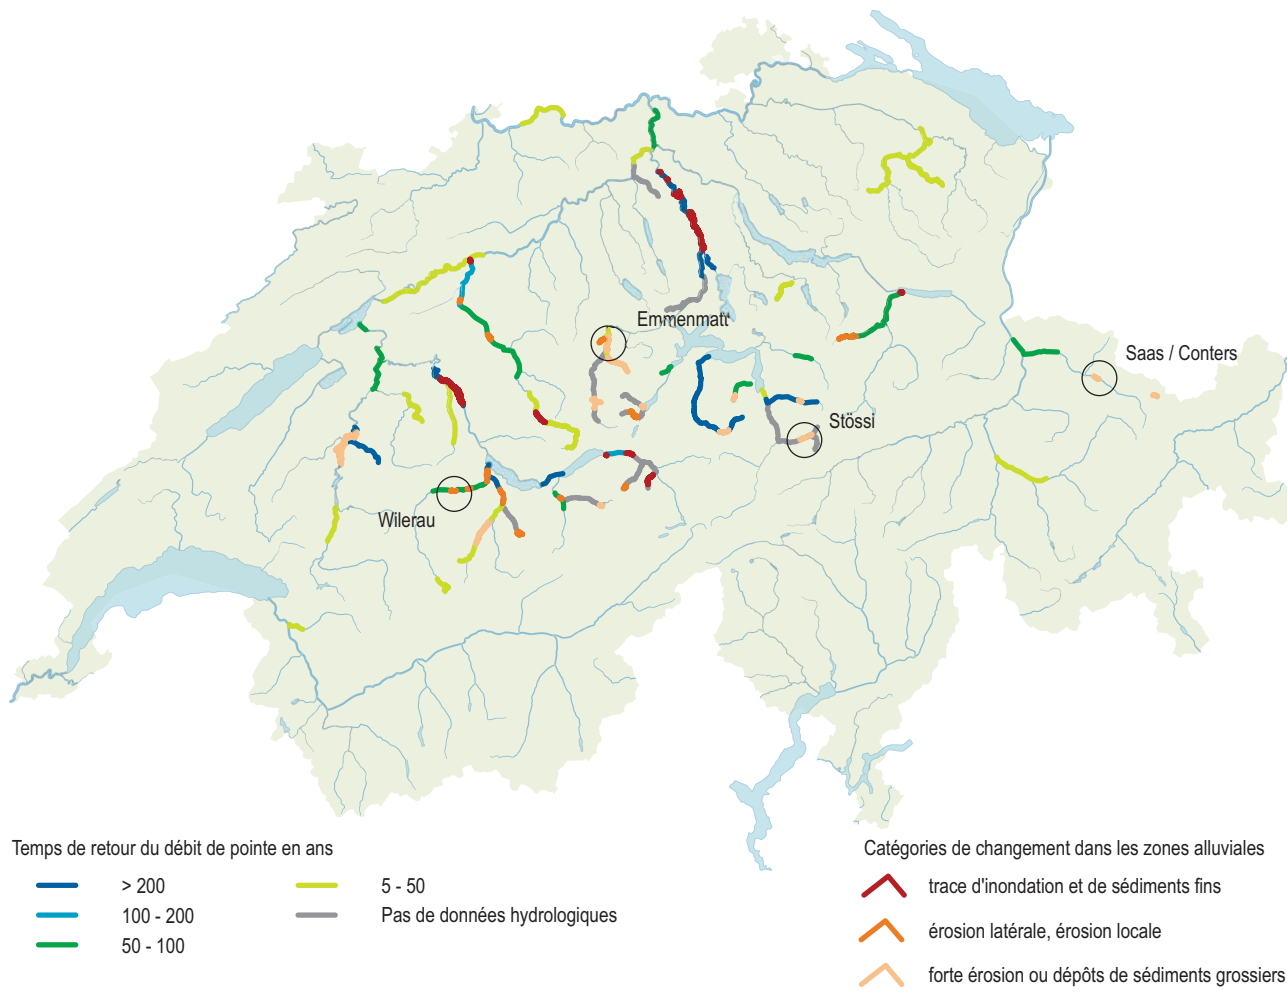 Emmenmatt
Saas / Conters
Stössi
Wilerau
Temps de retour du débit de pointe en ans
> 200
100 - 200
50 - 100
5 - 50
Pas de données hydrologiques
Catégories de changement dans les zones alluviales
trace d'inondation et de sédiments fins
érosion latérale, érosion locale
forte érosion ou dépôts de sédiments grossiers